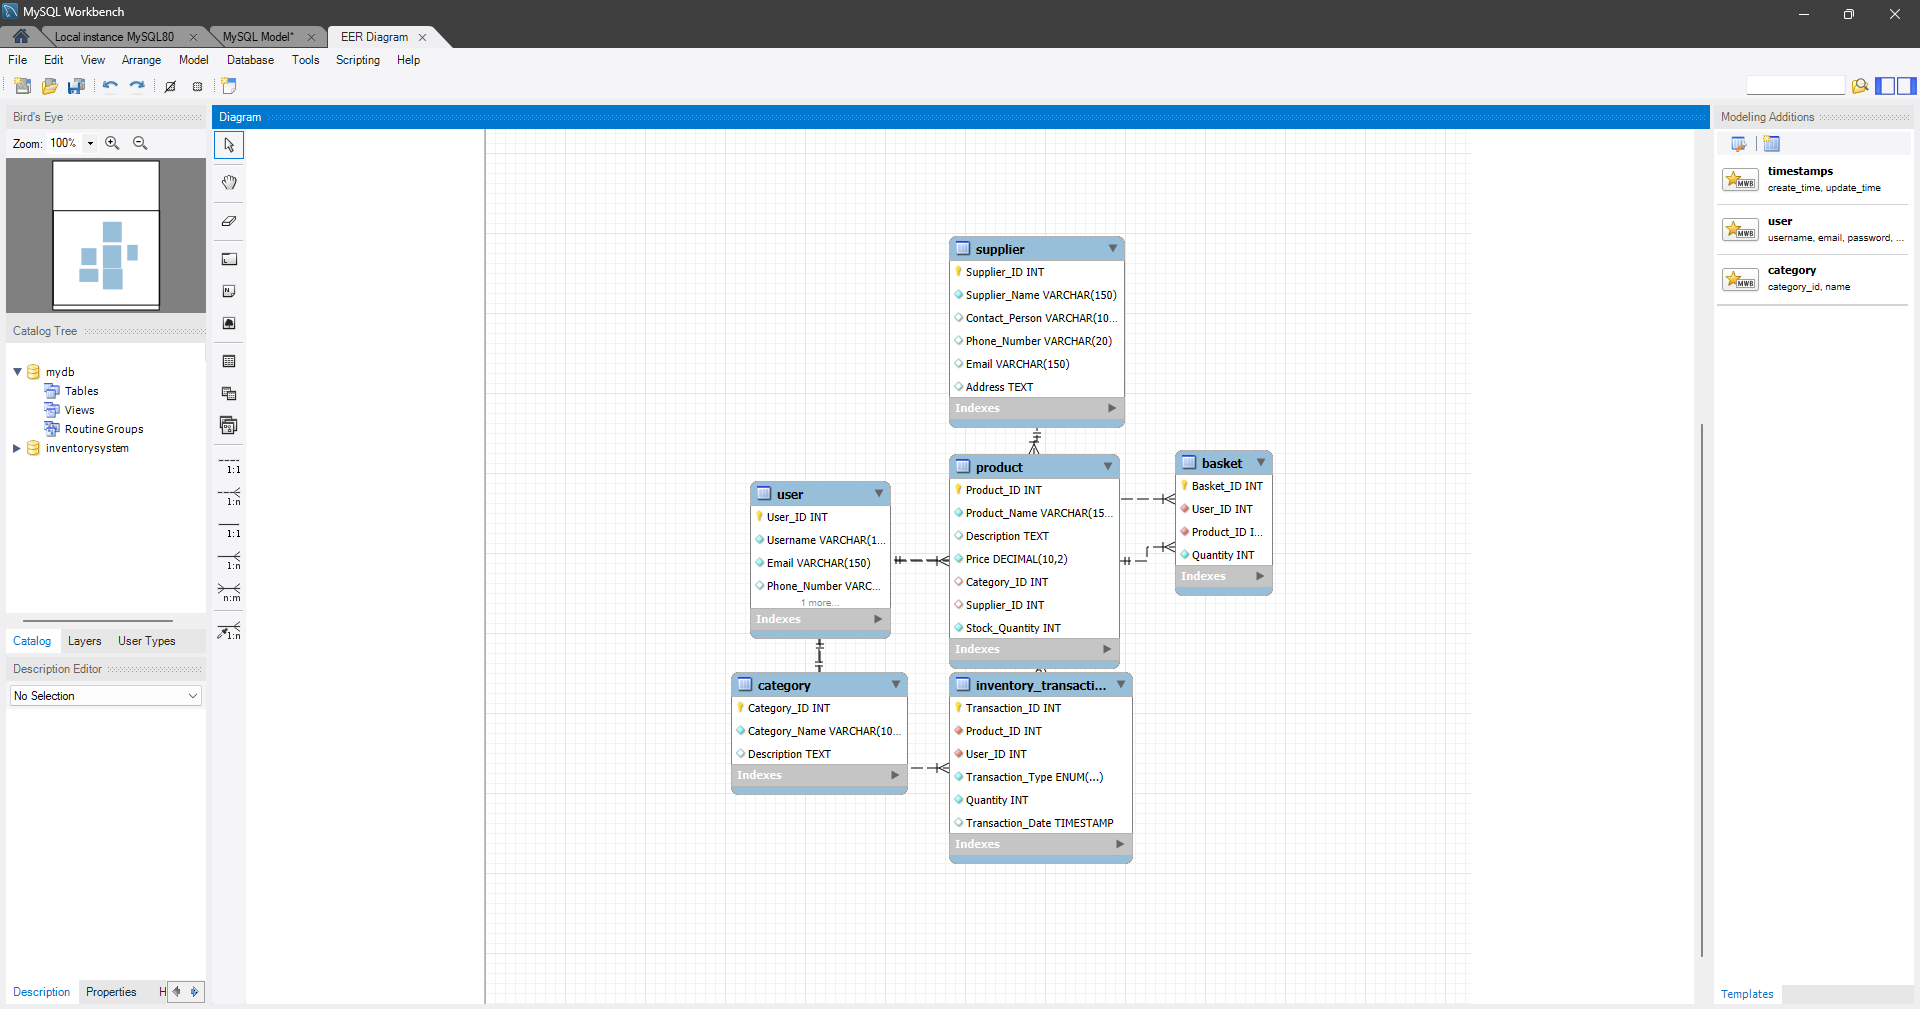 MySQL Workbench
Local instance MySQL80
MySQL Model*
EER Diagram
File Edit View Arrange Model Database Tools Scripting Help
Bird's Eye
Zoom: 100%
Catalog Tree
mydb
Tables
Views
Routine Groups
inventorysystem
Catalog Layers User Types
Description Editor
No Selection
Description Properties H
Diagram
1:1
1:n
1:1
1:n
n:m
1:n
supplier
Supplier_ID INT
Supplier_Name VARCHAR(150)
Contact_Person VARCHAR(10...
Phone_Number VARCHAR(20)
Email VARCHAR(150)
Address TEXT
Indexes
product
Product_ID INT
Product_Name VARCHAR(15...
Description TEXT
Price DECIMAL(10,2)
Category_ID INT
Supplier_ID INT
Stock_Quantity INT
Indexes
basket
Basket_ID INT
User_ID INT
Product_ID I...
Quantity INT
Indexes
user
User_ID INT
Username VARCHAR(1...
Email VARCHAR(150)
Phone_Number VARC...
1 more...
Indexes
category
Category_ID INT
Category_Name VARCHAR(10...
Description TEXT
Indexes
inventory_transacti...
Transaction_ID INT
Product_ID INT
User_ID INT
Transaction_Type ENUM(...)
Quantity INT
Transaction_Date TIMESTAMP
Indexes
Modeling Additions
timestamps
create_time, update_time
MWB
user
username, email, password, ...
MWB
category
category_id, name
MWB
Templates